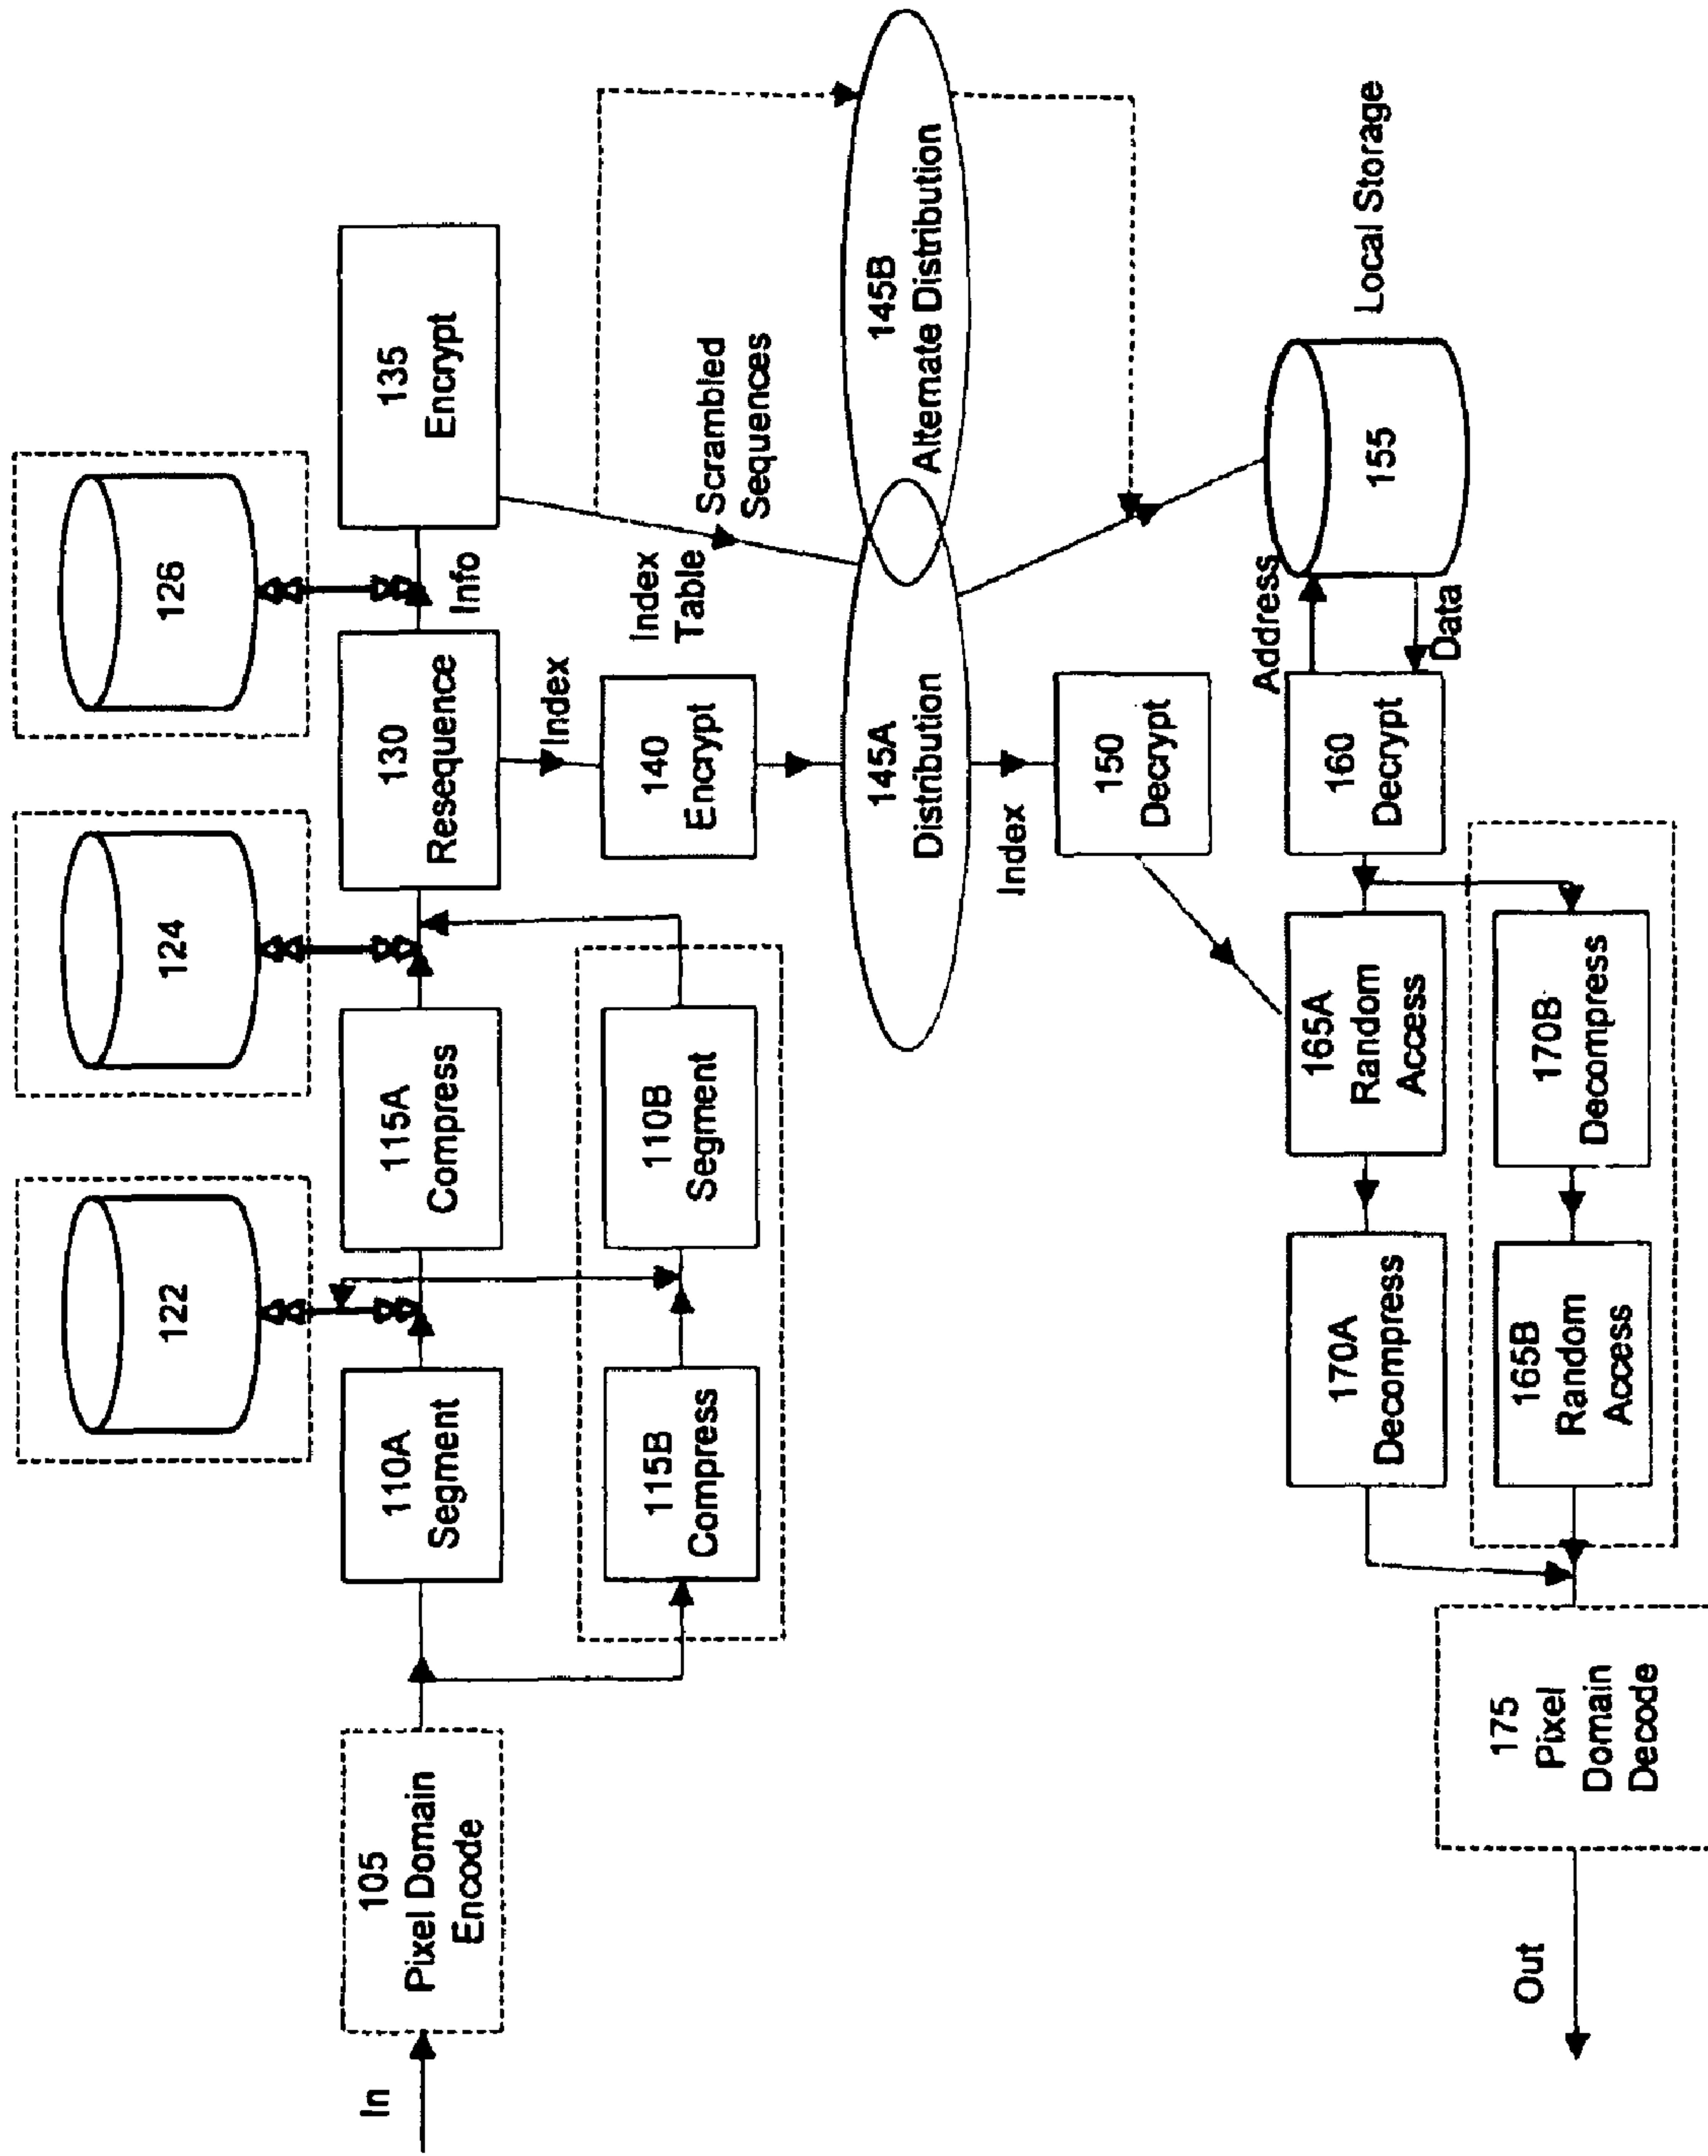 122
124
126
In
105
Pixel Domain
Encode
110A
Segment
115A
Compress
130
Resequence
Info
135
Encrypt
115B
Compress
110B
Segment
Index
140
Encrypt
Index
Table
Scrambled
Sequences
145A
Distribution
145B
Alternate Distribution
Index
150
Decrypt
Address
Data
155
Local Storage
160
Decrypt
165A
Random
Access
170A
Decompress
170B
Decompress
165B
Random
Access
175
Pixel
Domain
Decode
Out